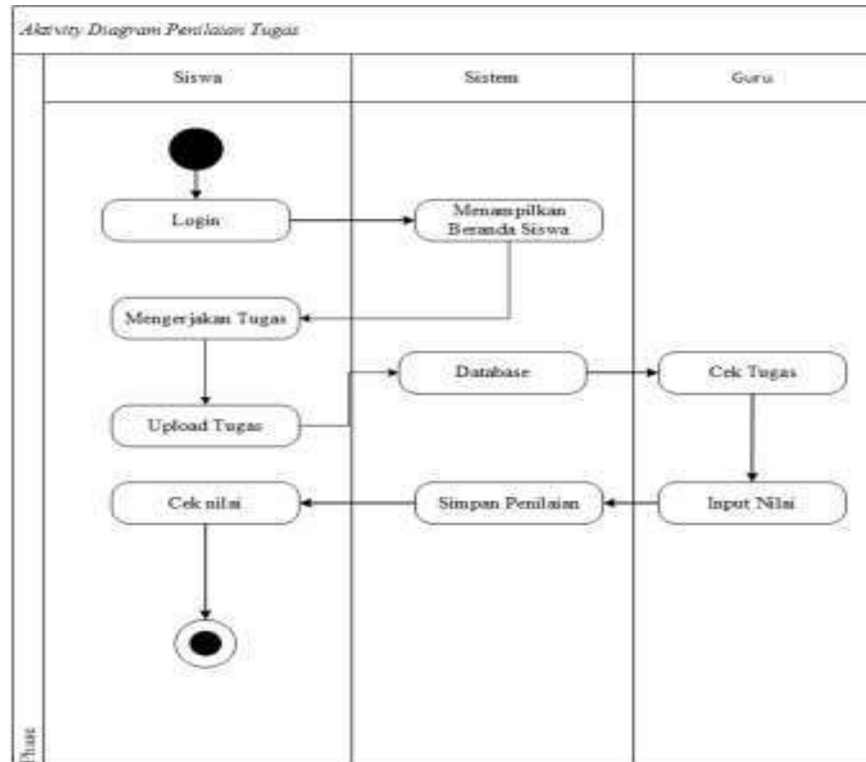 Aktivity Diagram Penilaian Tugas
Siswa
Sistem
Guru
Login
Menampilkan
Beranda Siswa
Mengerjakan Tugas
Database
Cek Tugas
Upload Tugas
Cek nilai
Simpan Penilaian
Input Nilai
Phase